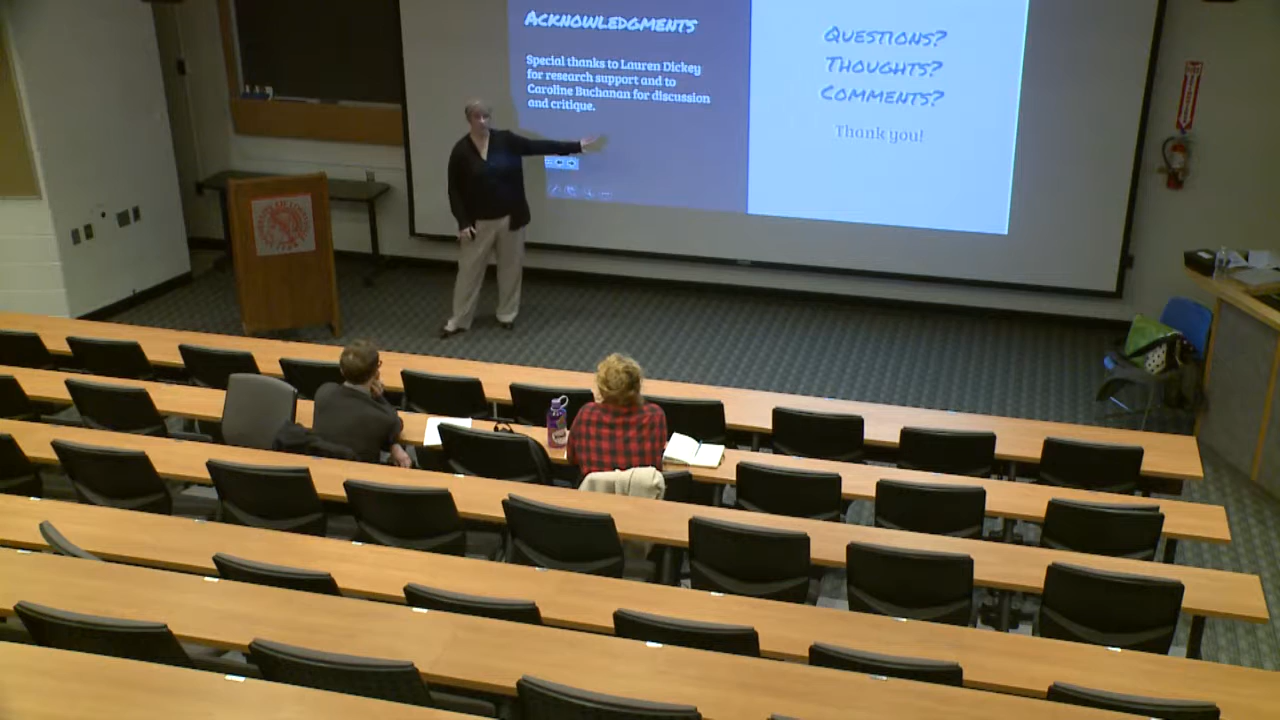 ACKNOWLEDGMENTS
Special thanks to Lauren Dickey
for research support and to
Caroline Buchanan for discussion
and critique.
QUESTIONS?
THOUGHTS?
COMMENTS?
Thank you!